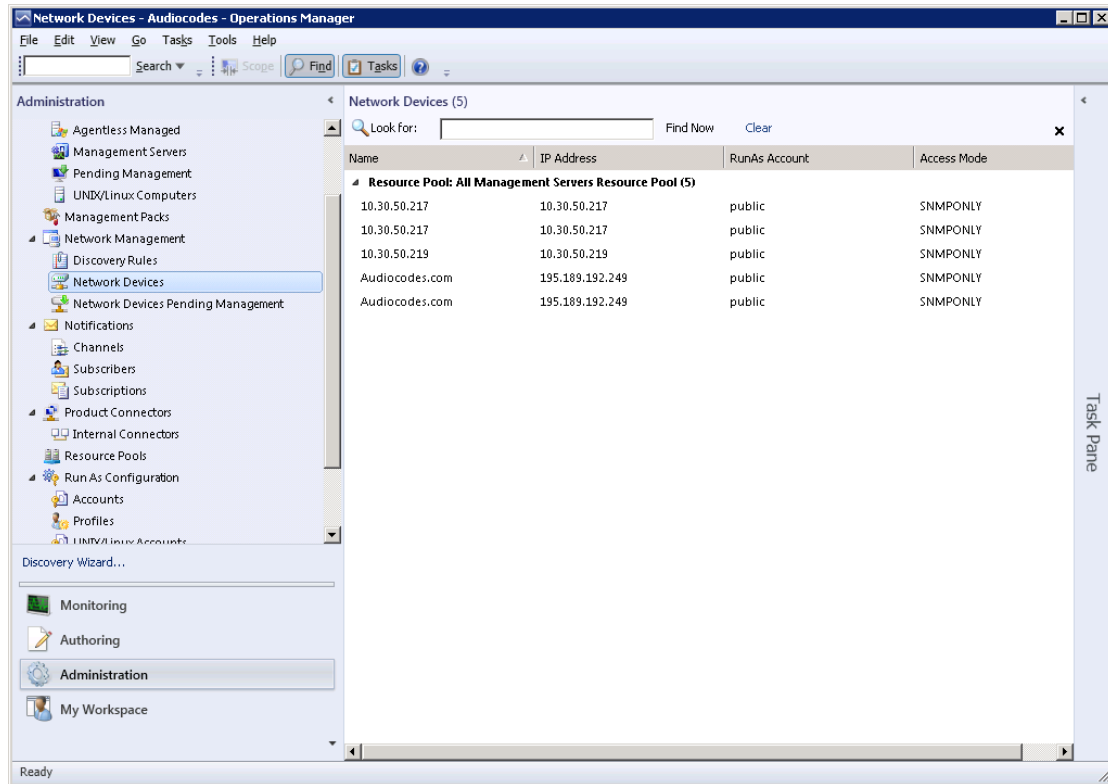 Network Devices - Audiocodes - Operations Manager
File Edit View Go Tasks Tools Help
Search Scope Find Tasks
Administration
Agentless Managed
Management Servers
Pending Management
UNIX/Linux Computers
Management Packs
Network Management
Discovery Rules
Network Devices
Network Devices Pending Management
Notifications
Channels
Subscribers
Subscriptions
Product Connectors
Internal Connectors
Resource Pools
Run As Configuration
Accounts
Profiles
UNIX/Linux Accounts
Discovery Wizard...
Monitoring
Authoring
Administration
My Workspace
Network Devices (5)
Look for: Find Now Clear
Name IP Address RunAs Account Access Mode
Resource Pool: All Management Servers Resource Pool (5)
10.30.50.217 10.30.50.217 public SNMPONLY
10.30.50.217 10.30.50.217 public SNMPONLY
10.30.50.219 10.30.50.219 public SNMPONLY
Audiocodes.com 195.189.192.249 public SNMPONLY
Audiocodes.com 195.189.192.249 public SNMPONLY
Task Pane
Ready